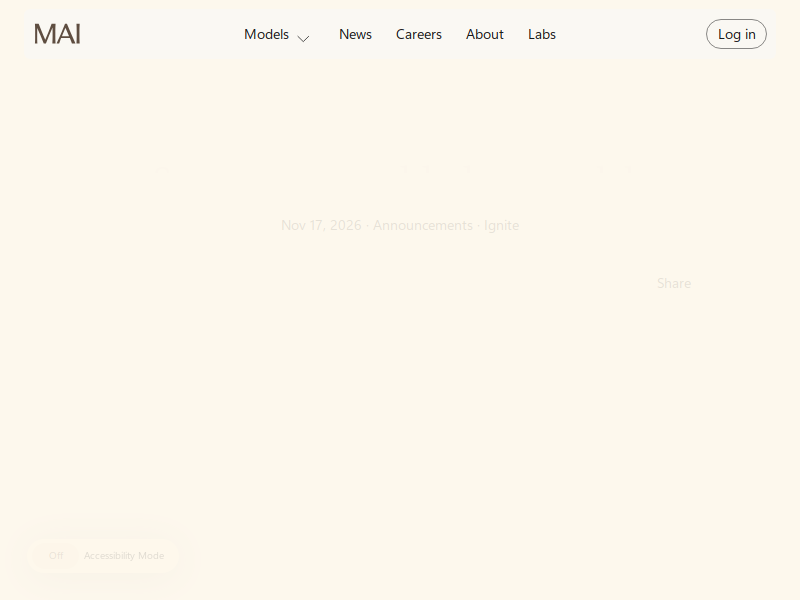 MAI
Models
News
Careers
About
Labs
Log in
Nov 17, 2026 · Announcements · Ignite
Share
Off
Accessibility Mode